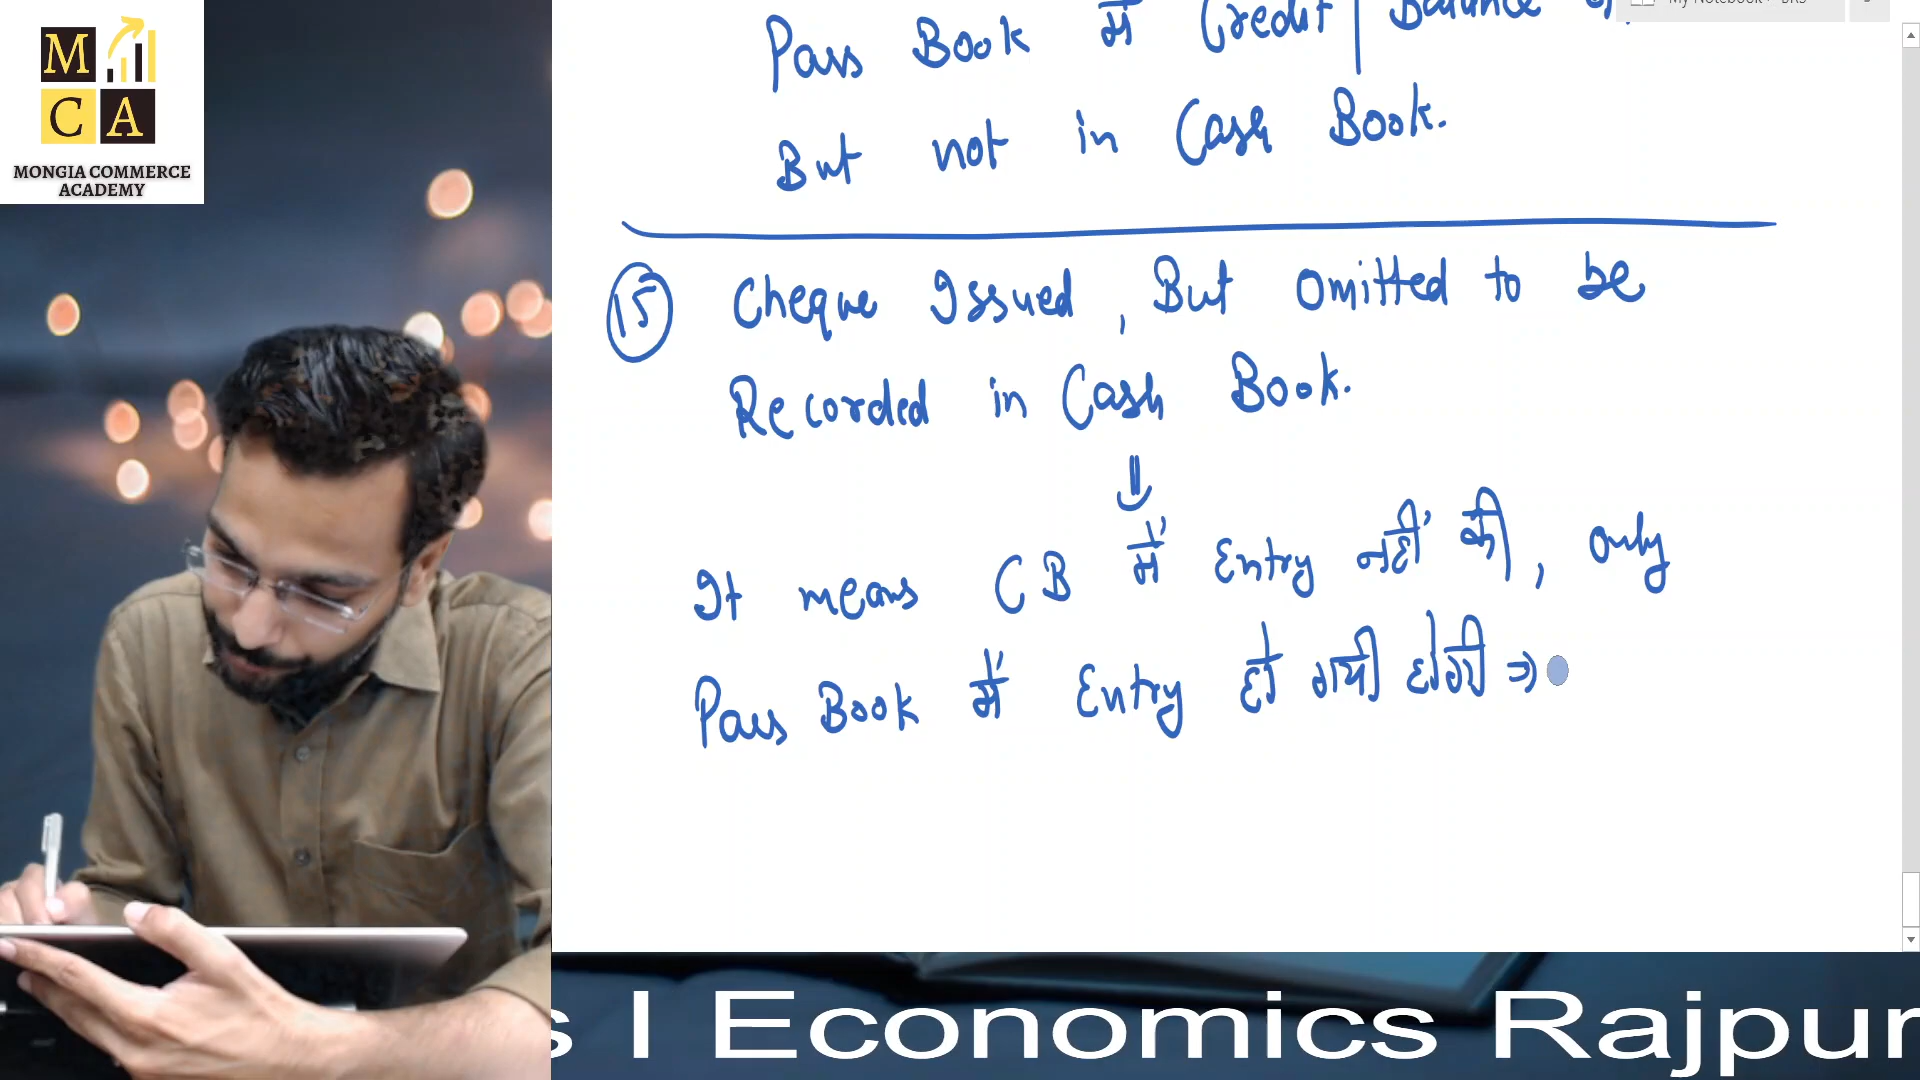 M
C A
MONGIA COMMERCE
ACADEMY
Pass Book में Credit Balance
But not in Cash Book.
15 Cheque Issued, But Omitted to be
Recorded in Cash Book.
It means CB में Entry नहीं की, only
Pass Book में Entry हो गयी होगी ⇒
s I Economics Rajpur